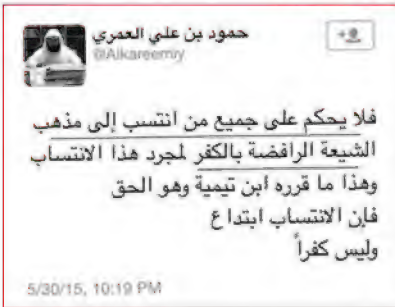 حمود بن علي العمري
@Alkareemiy
فلا يحكم على جميع من انتسب إلى مذهب
الشيعة الرافضة بالكفر لمجرد هذا الانتساب
وهذا ما قرره ابن تيمية وهو الحق
فإن الانتساب ابتداع
وليس كفراً
5/30/15, 10:19 PM